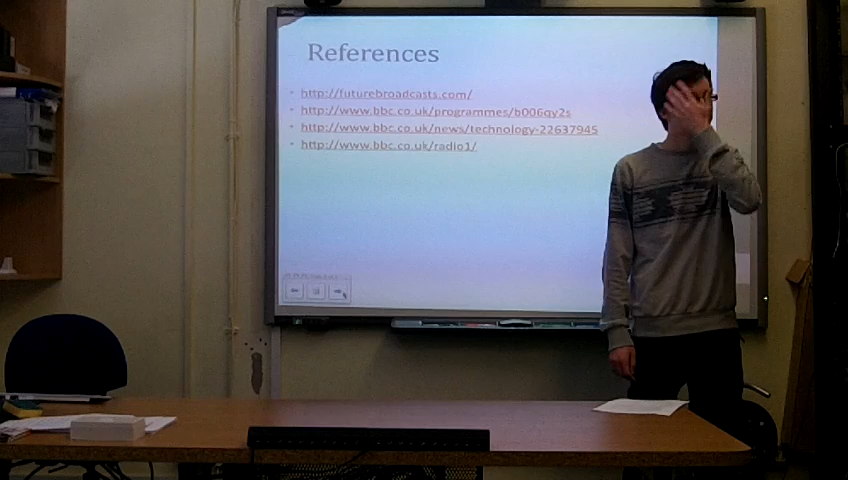 References
http://futurebroadcasts.com/
http://www.bbc.co.uk/programmes/b006qy2s
http://www.bbc.co.uk/news/technology-22637945
http://www.bbc.co.uk/radio1/